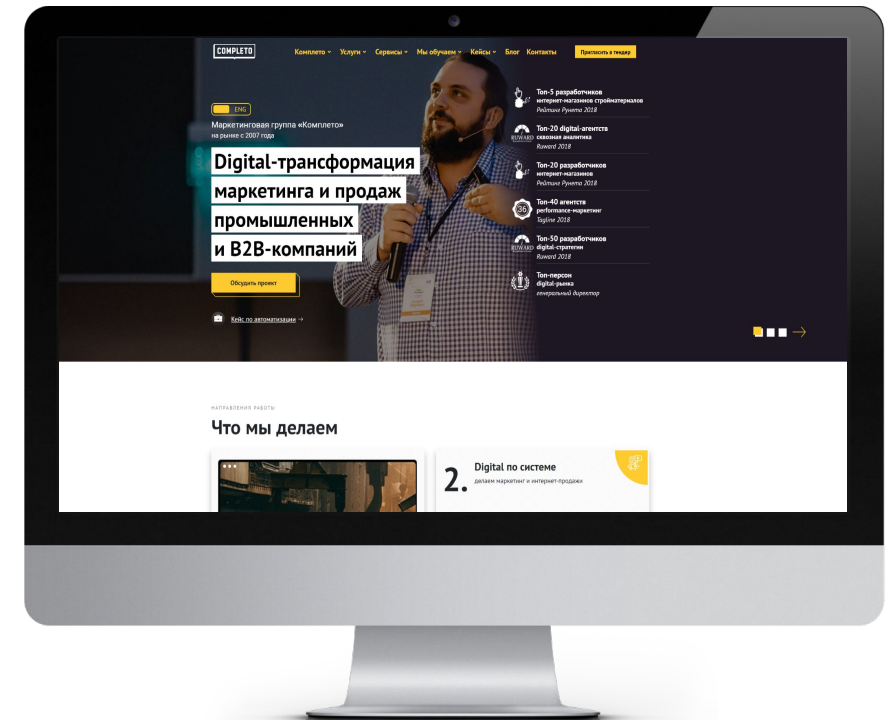 COMPLETO
Комплето Услуги Сервисы Мы обучаем Кейсы Блог Контакты Пригласить в тендер
ENG
Маркетинговая группа «Комплето»
на рынке с 2007 года
Digital-трансформация
маркетинга и продаж
промышленных
и B2B-компаний
Обсудить проект
Кейс по автоматизации →
Топ-5 разработчиков
интернет-магазинов стройматериалов
Рейтинг Рунета 2018
RUWARD
Топ-20 digital-агентств
сквозная аналитика
Ruward 2018
Топ-20 разработчиков
интернет-магазинов
Рейтинг Рунета 2018
36
Топ-40 агентств
performance-маркетинг
Tagline 2018
RUWARD
Топ-50 разработчиков
digital-стратегии
Ruward 2018
Топ-персон
digital-рынка
генеральный директор
НАПРАВЛЕНИЯ РАБОТЫ
Что мы делаем
2.
Digital по системе
делаем маркетинг и интернет-продажи